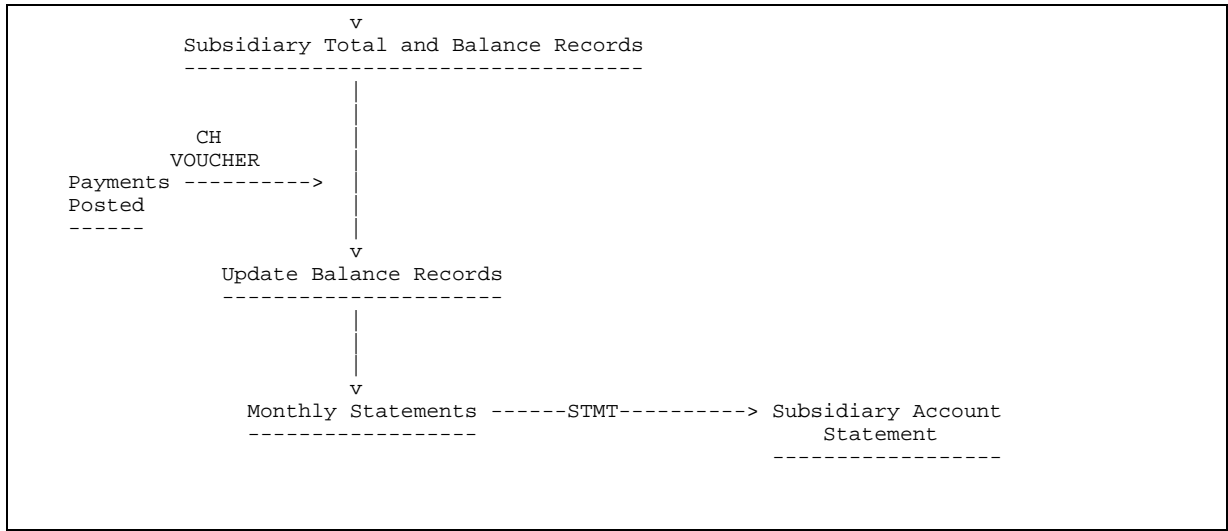 v
Subsidiary Total and Balance Records
------------------------------------
|
|
CH |
VOUCHER |
Payments ----------> |
Posted |
------ |
v
Update Balance Records
----------------------
|
|
|
v
Monthly Statements ------STMT----------> Subsidiary Account
------------------ Statement
------------------